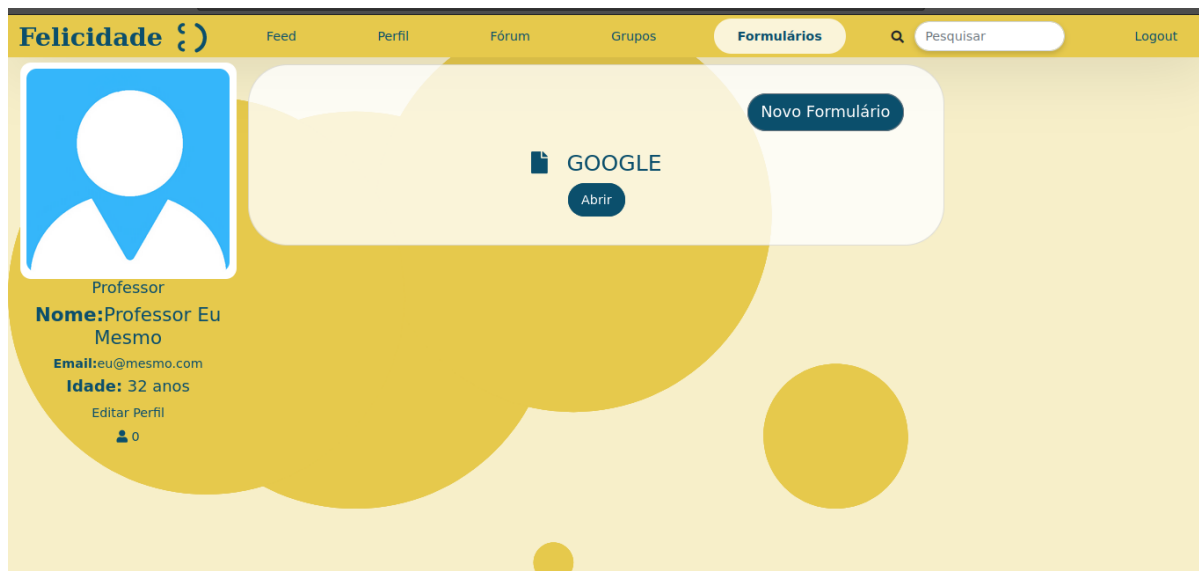 Felicidade :)
Feed
Perfil
Fórum
Grupos
Formulários
Pesquisar
Logout
Novo Formulário
GOOGLE
Abrir
Professor
Nome:Professor Eu
Mesmo
Email:eu@mesmo.com
Idade: 32 anos
Editar Perfil
0